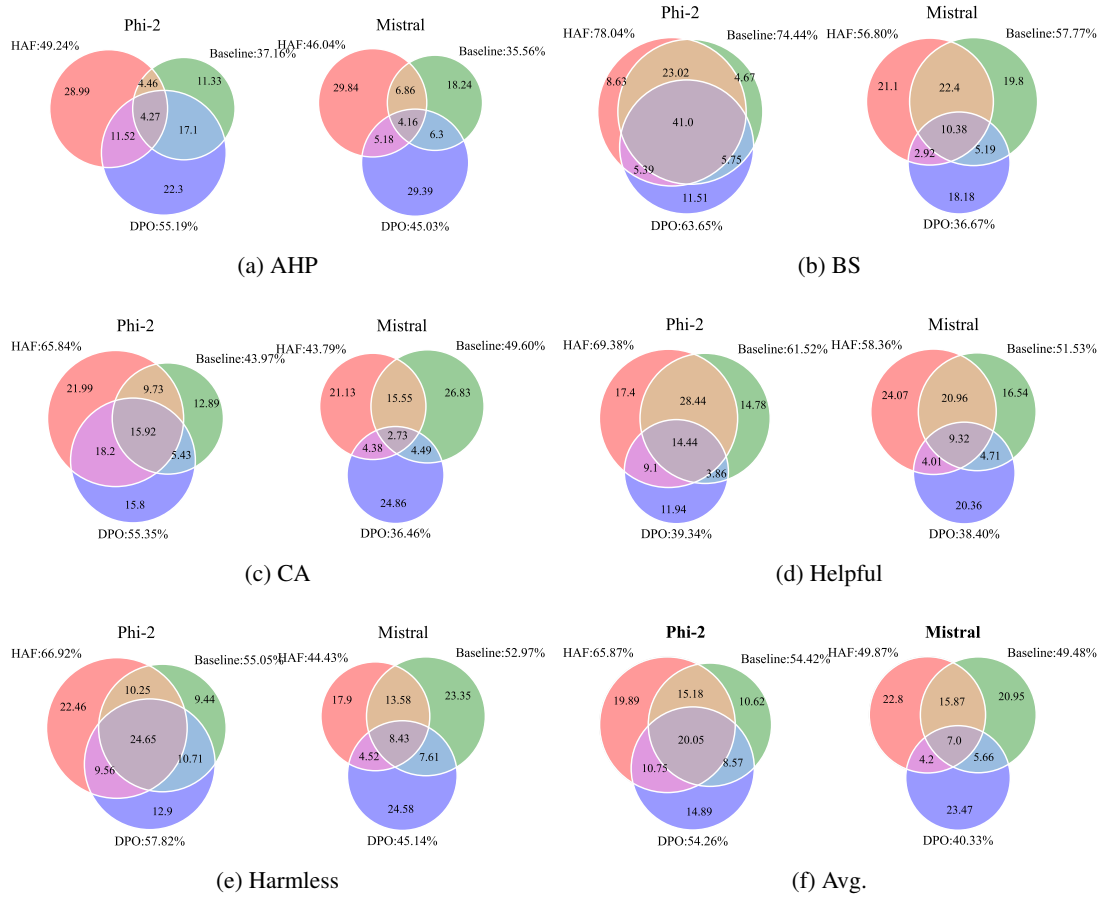 Phi-2
HAF:49.24%
Baseline:37.16%
4.46
11.33
28.99
4.27
11.52
17.1
22.3
DPO:55.19%
Mistral
HAF:46.04%
Baseline:35.56%
29.84
6.86
18.24
4.16
5.18
6.3
29.39
DPO:45.03%
(a) AHP
Phi-2
HAF:78.04%
Baseline:74.44%
8.63
23.02
4.67
41.0
5.39
5.75
11.51
DPO:63.65%
Mistral
HAF:56.80%
Baseline:57.77%
21.1
22.4
19.8
10.38
2.92
5.19
18.18
DPO:36.67%
(b) BS
Phi-2
HAF:65.84%
Baseline:43.97%
21.99
9.73
12.89
15.92
18.2
5.43
15.8
DPO:55.35%
Mistral
HAF:43.79%
Baseline:49.60%
21.13
15.55
26.83
2.73
4.38
4.49
24.86
DPO:36.46%
(c) CA
Phi-2
HAF:69.38%
Baseline:61.52%
17.4
28.44
14.78
14.44
9.1
3.86
11.94
DPO:39.34%
Mistral
HAF:58.36%
Baseline:51.53%
24.07
20.96
16.54
9.32
4.01
4.71
20.36
DPO:38.40%
(d) Helpful
Phi-2
HAF:66.92%
Baseline:55.05%
22.46
10.25
9.44
24.65
9.56
10.71
12.9
DPO:57.82%
Mistral
HAF:44.43%
Baseline:52.97%
17.9
13.58
23.35
8.43
4.52
7.61
24.58
DPO:45.14%
(e) Harmless
Phi-2
HAF:65.87%
Baseline:54.42%
19.89
15.18
10.62
20.05
10.75
8.57
14.89
DPO:54.26%
Mistral
HAF:49.87%
Baseline:49.48%
22.8
15.87
20.95
7.0
4.2
5.66
23.47
DPO:40.33%
(f) Avg.